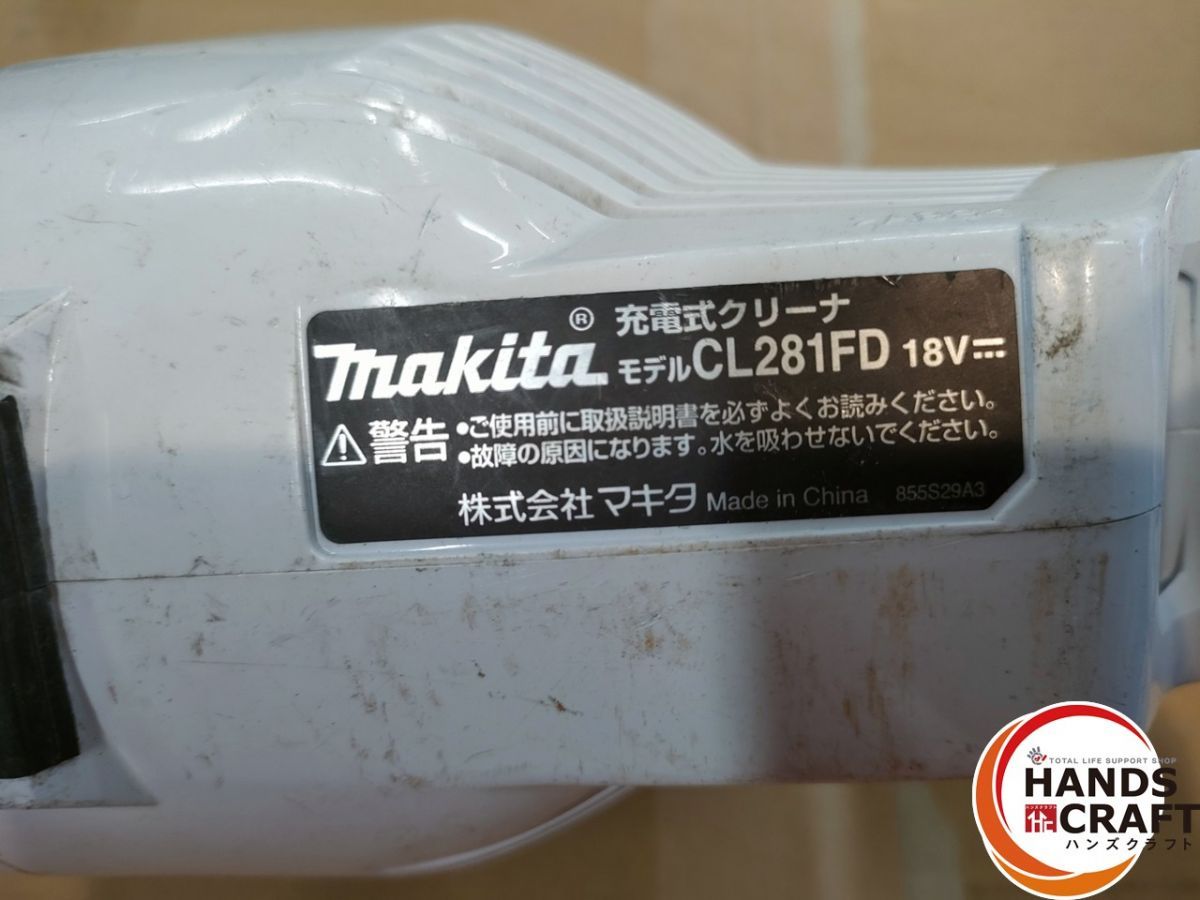 makita®
充電式クリーナ
モデルCL281FD 18V
⚠警告
•ご使用前に取扱説明書を必ずよくお読みください。
•故障の原因になります。水を吸わせないでください。
株式会社マキタ Made in China 855S29A3
TOTAL LIFE SUPPORT SHOP
HANDS
CRAFT
ハンズクラフト